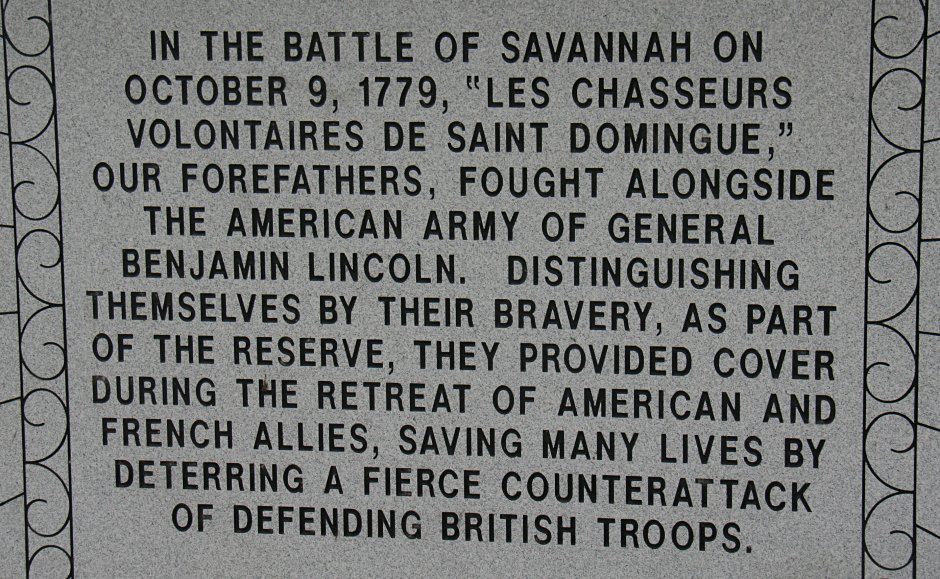 IN THE BATTLE OF SAVANNAH ON
OCTOBER 9, 1779, “LES CHASSEURS
VOLONTAIRES DE SAINT DOMINGUE,”
OUR FOREFATHERS, FOUGHT ALONGSIDE
THE AMERICAN ARMY OF GENERAL
BENJAMIN LINCOLN. DISTINGUISHING
THEMSELVES BY THEIR BRAVERY, AS PART
OF THE RESERVE, THEY PROVIDED COVER
DURING THE RETREAT OF AMERICAN AND
FRENCH ALLIES, SAVING MANY LIVES BY
DETERRING A FIERCE COUNTERATTACK
OF DEFENDING BRITISH TROOPS.